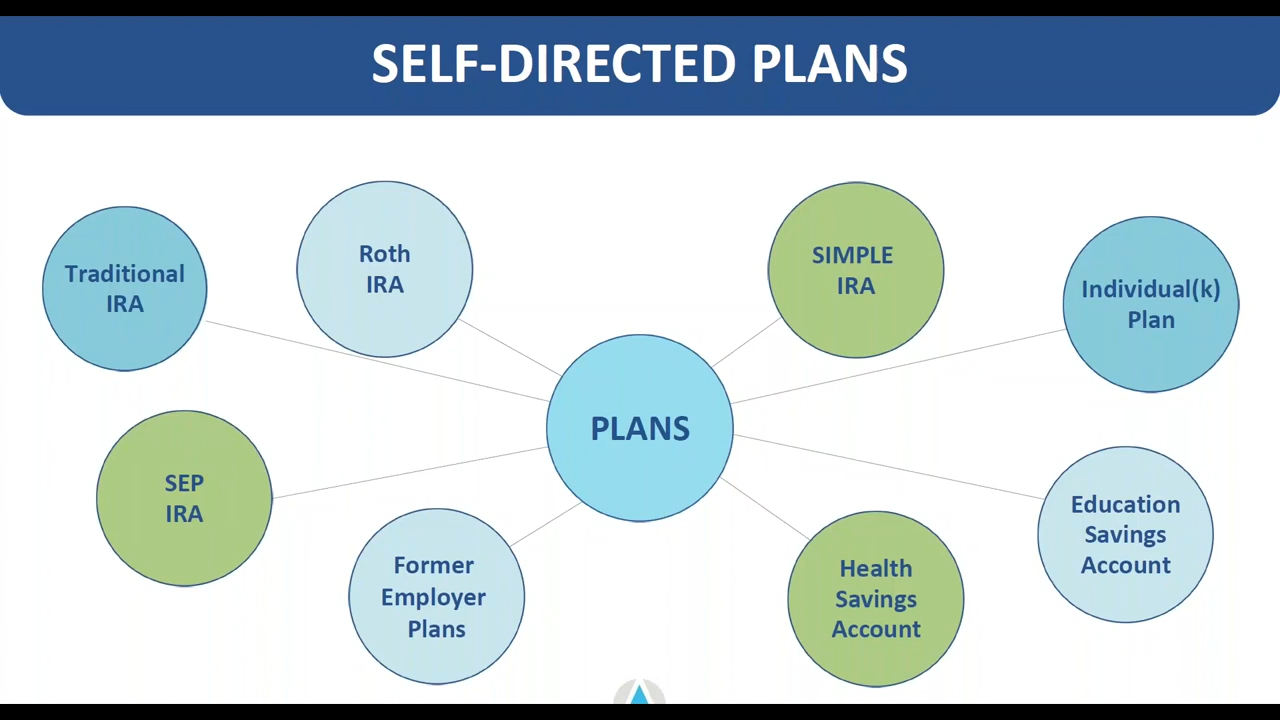 SELF-DIRECTED PLANS
Traditional
IRA
Roth
IRA
SIMPLE
IRA
Individual(k)
Plan
PLANS
SEP
IRA
Former
Employer
Plans
Health
Savings
Account
Education
Savings
Account